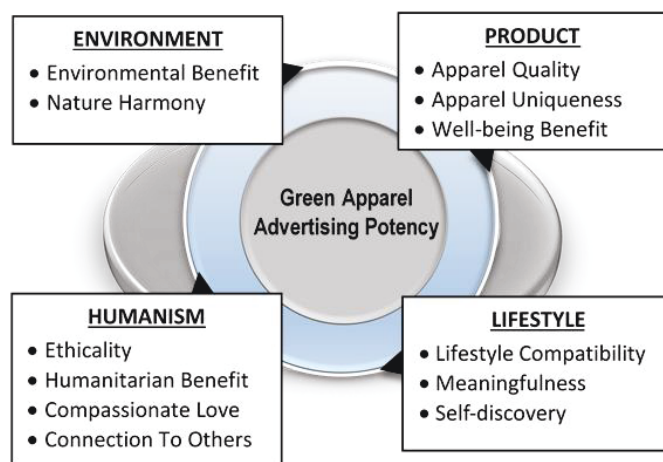 ENVIRONMENT
• Environmental Benefit
• Nature Harmony
PRODUCT
• Apparel Quality
• Apparel Uniqueness
• Well-being Benefit
Green Apparel
Advertising Potency
HUMANISM
• Ethicality
• Humanitarian Benefit
• Compassionate Love
• Connection To Others
LIFESTYLE
• Lifestyle Compatibility
• Meaningfulness
• Self-discovery